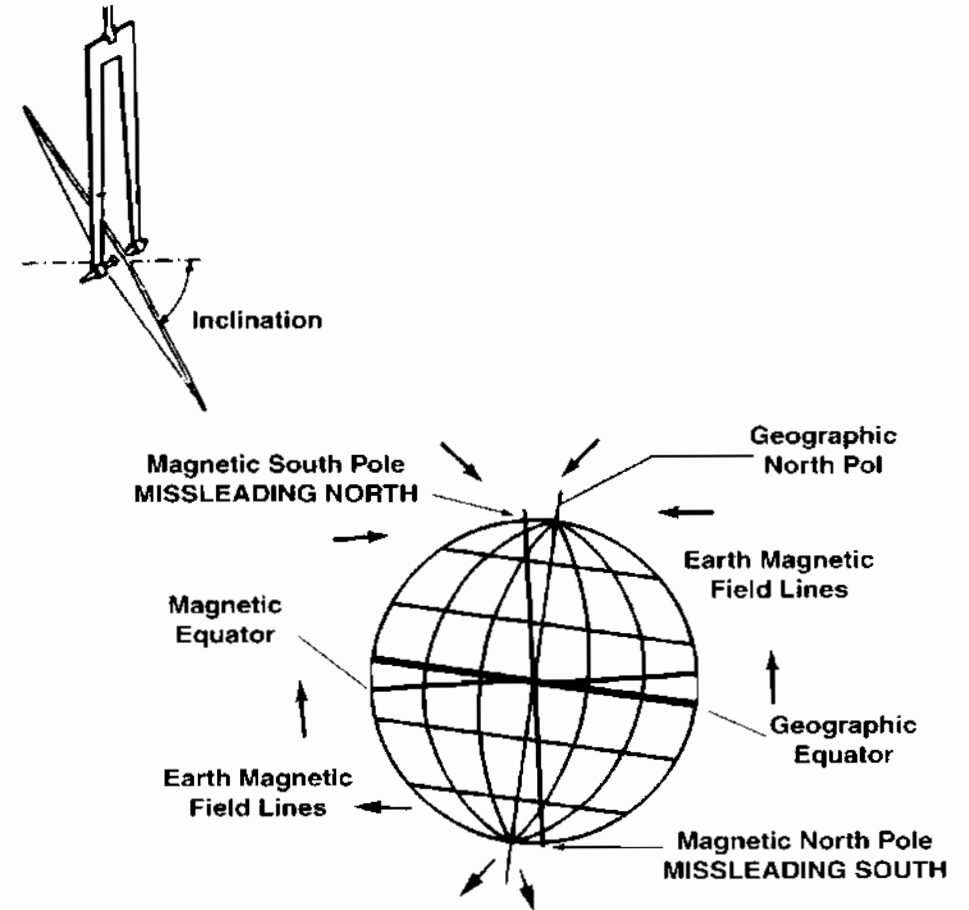 Inclination
Geographic
North Pol
Magnetic South Pole
MISSLEADING NORTH
Earth Magnetic
Field Lines
Magnetic
Equator
Geographic
Equator
Earth Magnetic
Field Lines
Magnetic North Pole
MISSLEADING SOUTH